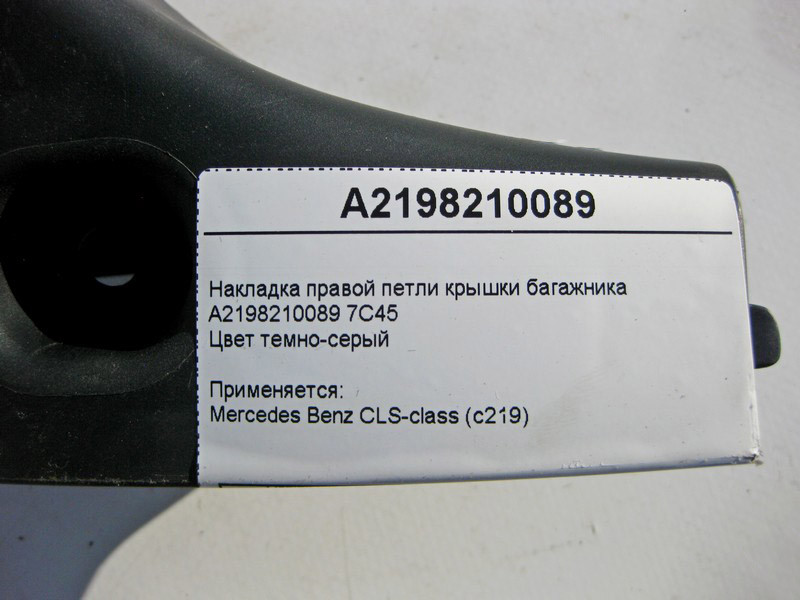 A2198210089
Накладка правой петли крышки багажника
A2198210089 7C45
Цвет темно-серый
Применяется:
Mercedes Benz CLS-class (c219)